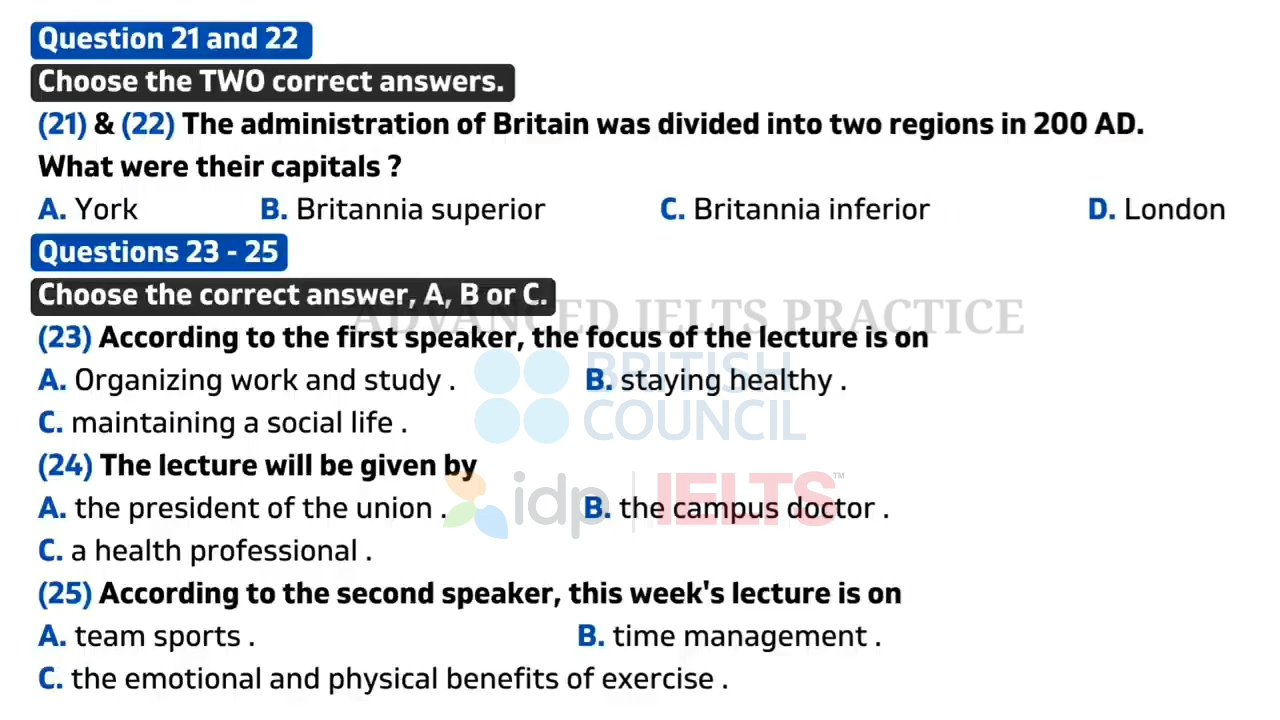 Question 21 and 22
Choose the TWO correct answers.
(21) & (22) The administration of Britain was divided into two regions in 200 AD.
What were their capitals ?
A. York B. Britannia superior C. Britannia inferior D. London
Questions 23 - 25
Choose the correct answer, A, B or C.
ADVANCED IELTS PRACTICE
(23) According to the first speaker, the focus of the lecture is on
A. Organizing work and study . B. staying healthy .
BRITISH
COUNCIL
C. maintaining a social life .
(24) The lecture will be given by
idp IELTS™
A. the president of the union . B. the campus doctor .
C. a health professional .
(25) According to the second speaker, this week's lecture is on
A. team sports . B. time management .
C. the emotional and physical benefits of exercise .